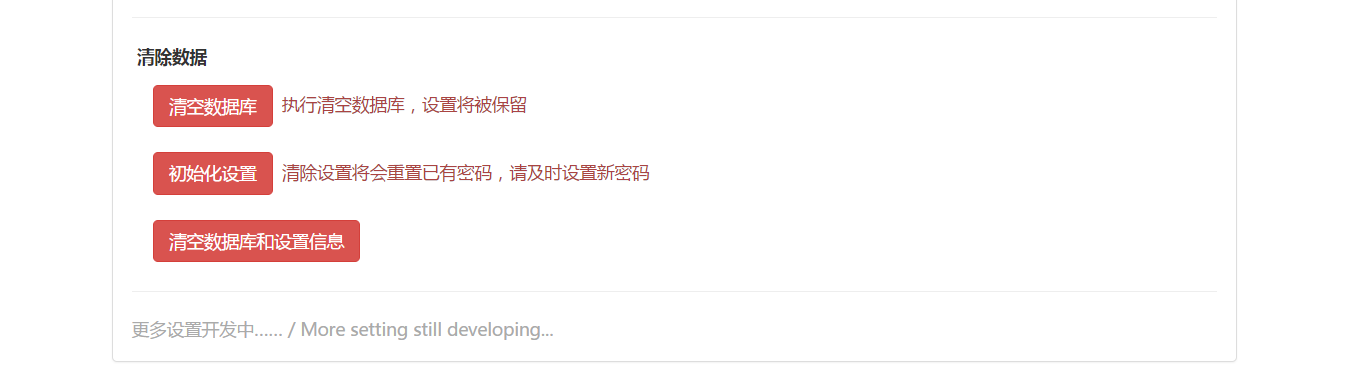 清除数据
清空数据库 执行清空数据库，设置将被保留
初始化设置 清除设置将会重置已有密码，请及时设置新密码
清空数据库和设置信息
更多设置开发中...... / More setting still developing...